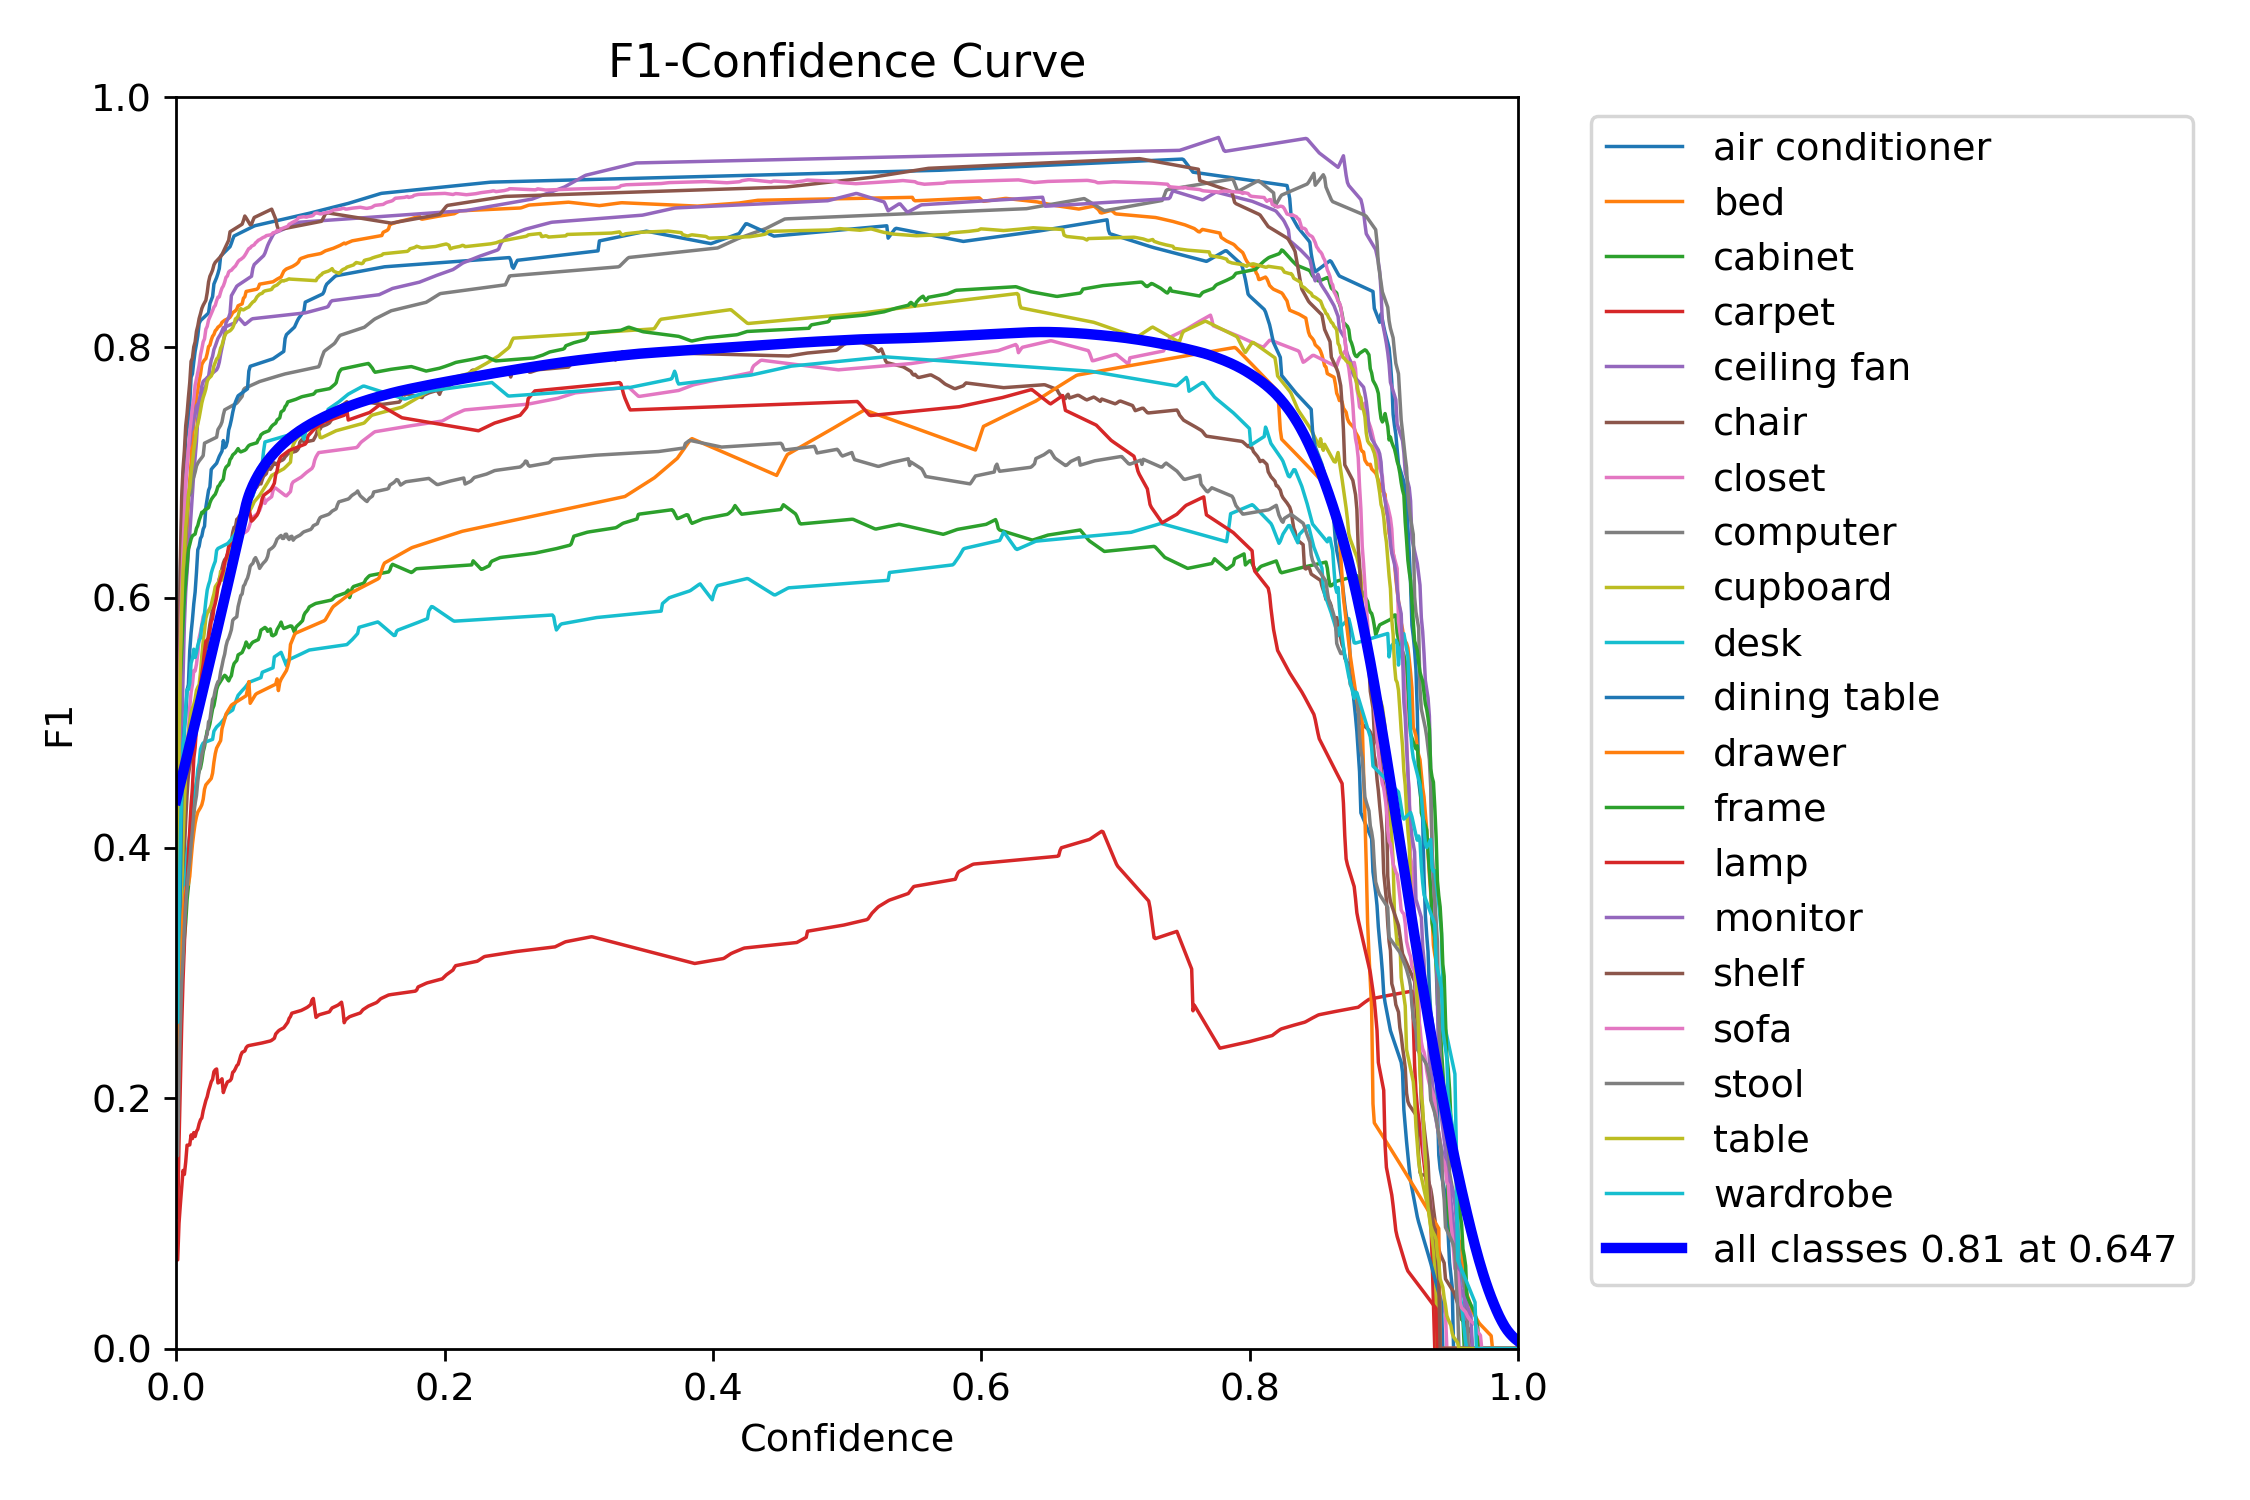 F1-Confidence Curve
1.0
0.8
0.6
0.4
0.2
0.0
F1
0.0 0.2 0.4 0.6 0.8 1.0
Confidence
air conditioner
bed
cabinet
carpet
ceiling fan
chair
closet
computer
cupboard
desk
dining table
drawer
frame
lamp
monitor
shelf
sofa
stool
table
wardrobe
all classes 0.81 at 0.647